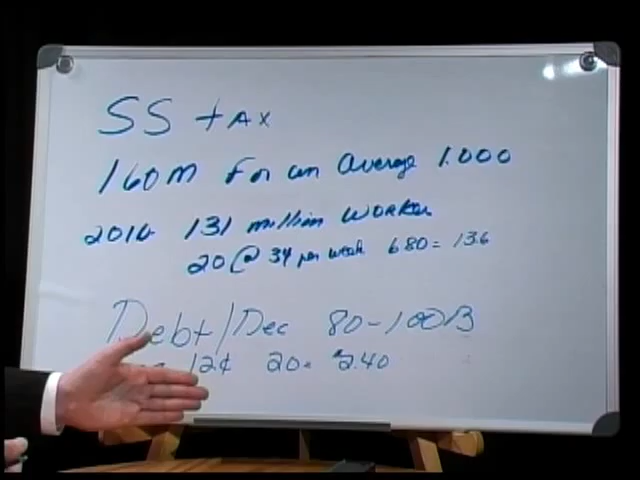 SS tAX
160M For an Average 1.000
2016 131 million worker
20 @ 34 per week 680 = 136
Debt/Dec 80-100B
12¢ 20= 2.40